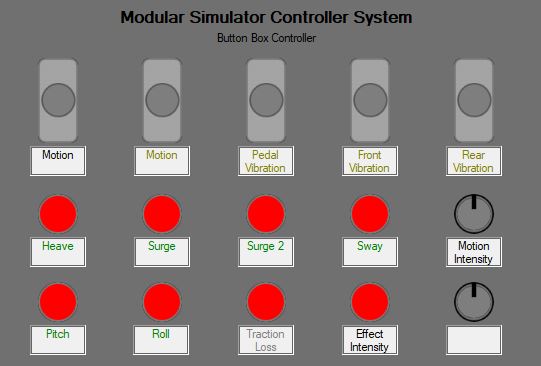 Modular Simulator Controller System
Button Box Controller
Motion
Motion
Pedal
Vibration
Front
Vibration
Rear
Vibration
Heave
Surge
Surge 2
Sway
Motion
Intensity
Pitch
Roll
Traction
Loss
Effect
Intensity